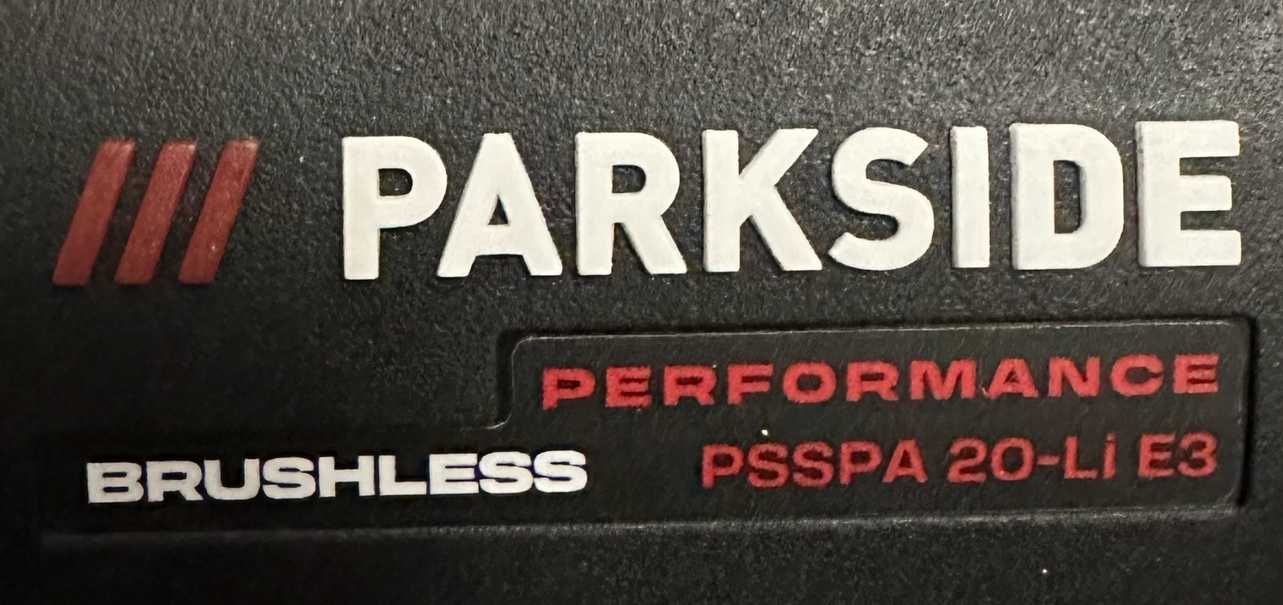 PARKSIDE
PERFORMANCE
BRUSHLESS PSSPA 20-Li E3